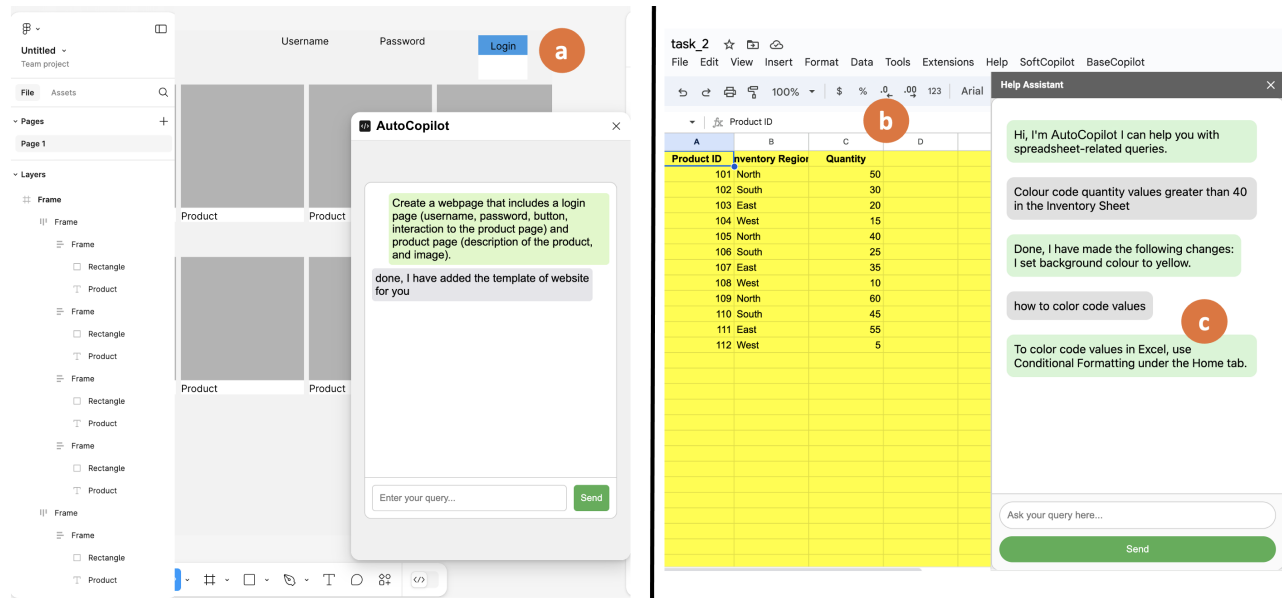 Untitled
Team project
File Assets
Pages
Page 1
Layers
Frame
Frame
Frame
Rectangle
Product
Frame
Rectangle
Product
Frame
Rectangle
Product
Frame
Rectangle
Product
Frame
Frame
Rectangle
Product
Username Password Login
a
Product Product
Product Product
AutoCopilot
Create a webpage that includes a login
page (username, password, button,
interaction to the product page) and
product page (description of the product,
and image).
done, I have added the template of website
for you
Enter your query... Send
task_2
File Edit View Insert Format Data Tools Extensions Help SoftCopilot BaseCopilot
100% $ % .0 .00 123 Arial
b
fx Product ID
A B C D
Product ID nventory Region Quantity
101 North 50
102 South 30
103 East 20
104 West 15
105 North 40
106 South 25
107 East 35
108 West 10
109 North 60
110 South 45
111 East 55
112 West 5
Help Assistant
Hi, I'm AutoCopilot I can help you with
spreadsheet-related queries.
Colour code quantity values greater than 40
in the Inventory Sheet
Done, I have made the following changes:
I set background colour to yellow.
how to color code values
c
To color code values in Excel, use
Conditional Formatting under the Home tab.
Ask your query here...
Send